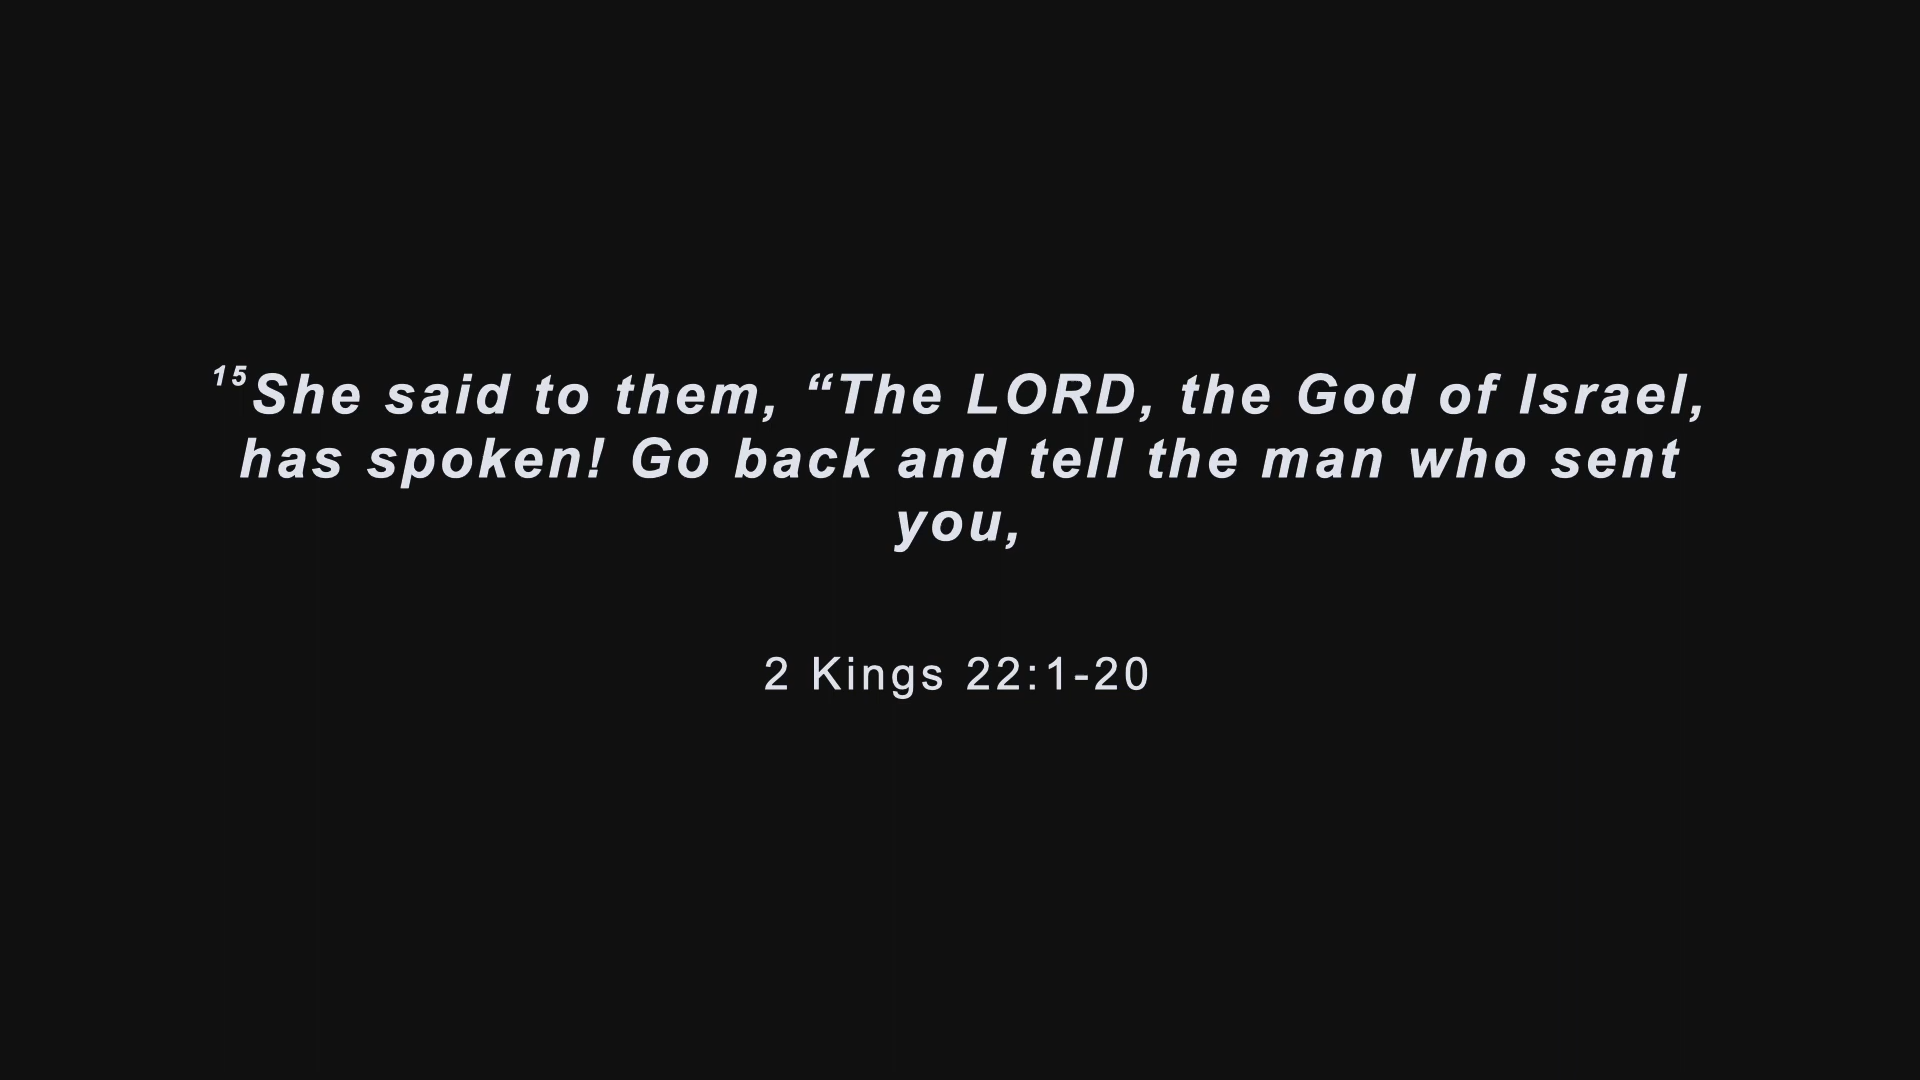 15She said to them, “The LORD, the God of Israel,
has spoken! Go back and tell the man who sent
you,
2 Kings 22:1-20